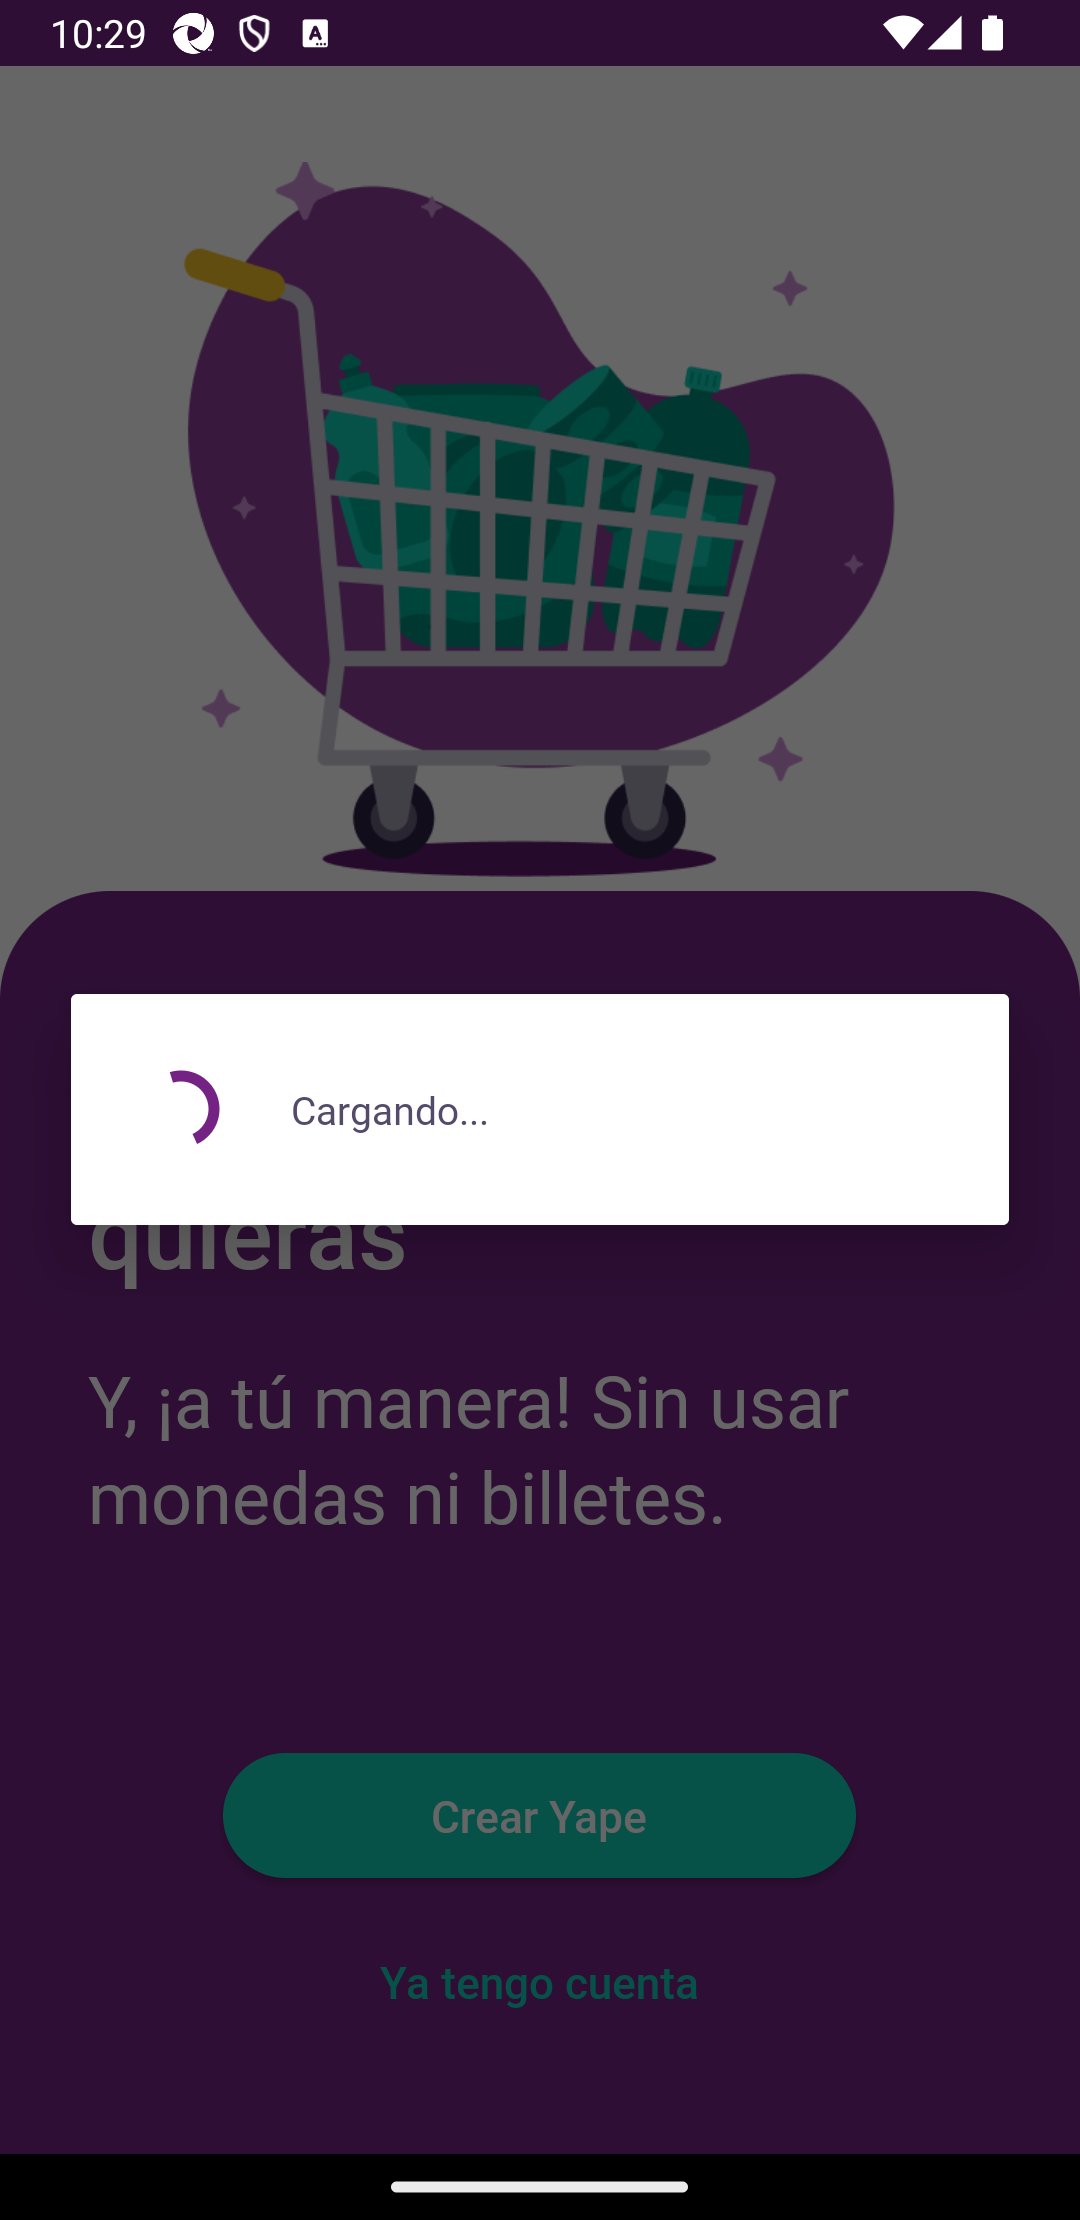 10:29
Cargando...
quieras
Y, ¡a tú manera! Sin usar
monedas ni billetes.
Crear Yape
Ya tengo cuenta